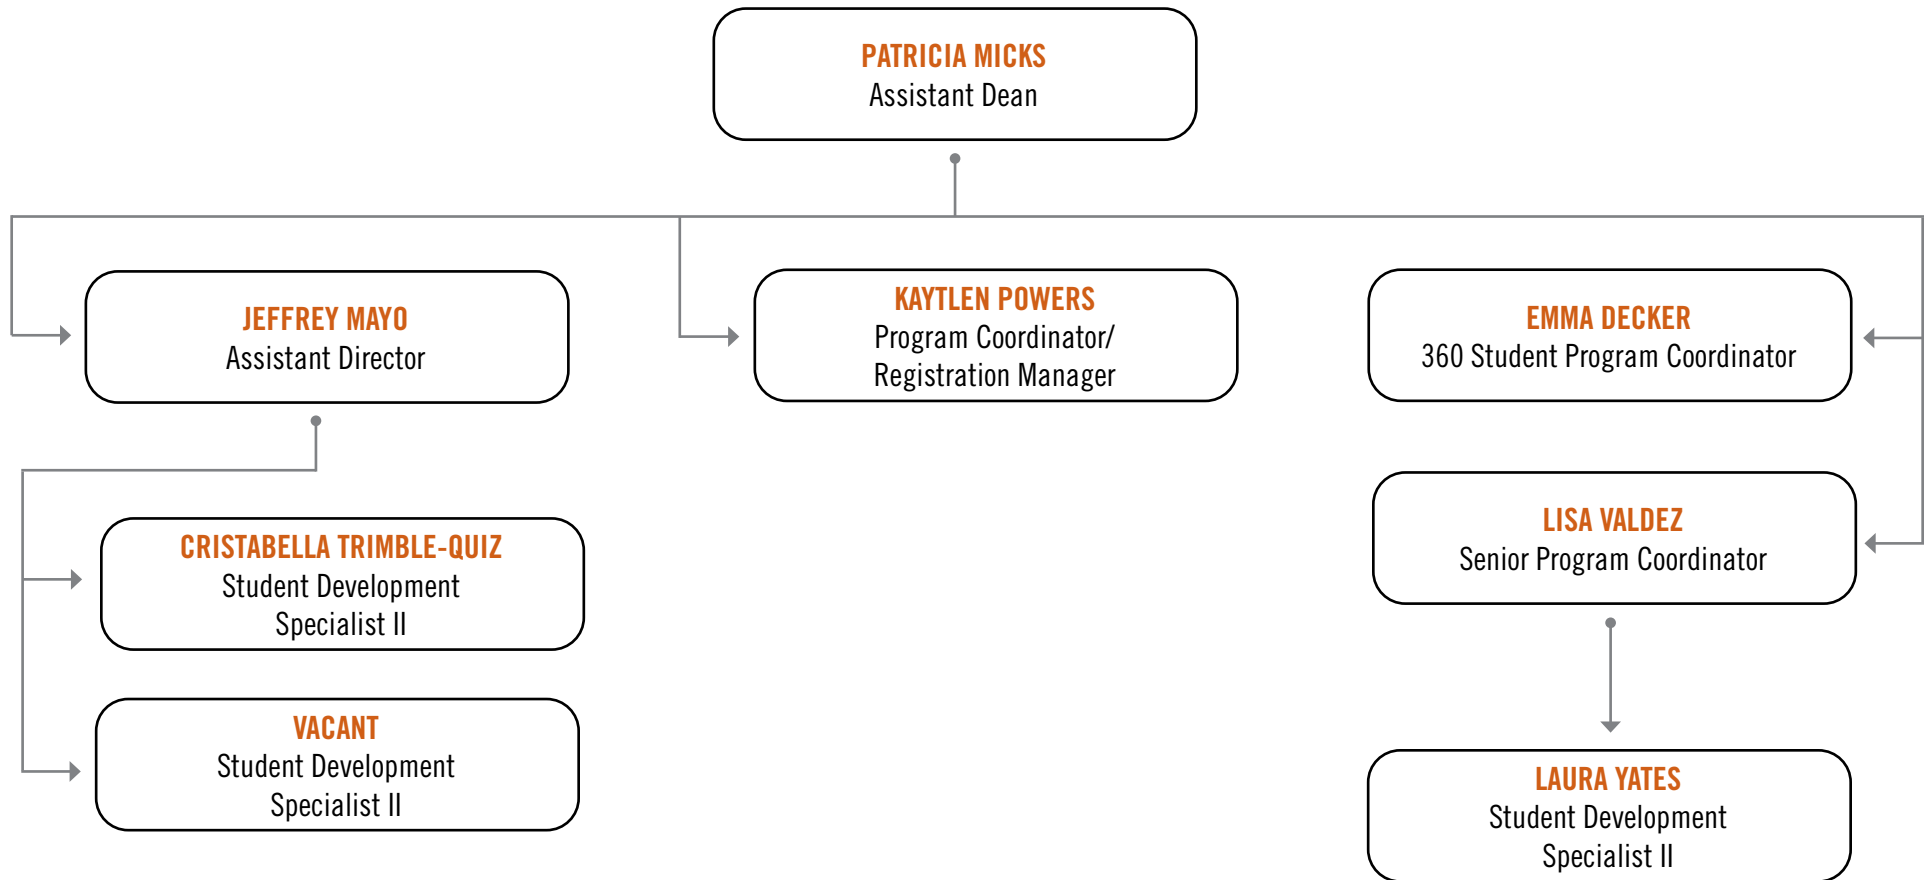 PATRICIA MICKS
Assistant Dean
JEFFREY MAYO
Assistant Director
KAYTLEN POWERS
Program Coordinator/
Registration Manager
EMMA DECKER
360 Student Program Coordinator
CRISTABELLA TRIMBLE-QUIZ
Student Development
Specialist II
LISA VALDEZ
Senior Program Coordinator
VACANT
Student Development
Specialist II
LAURA YATES
Student Development
Specialist II